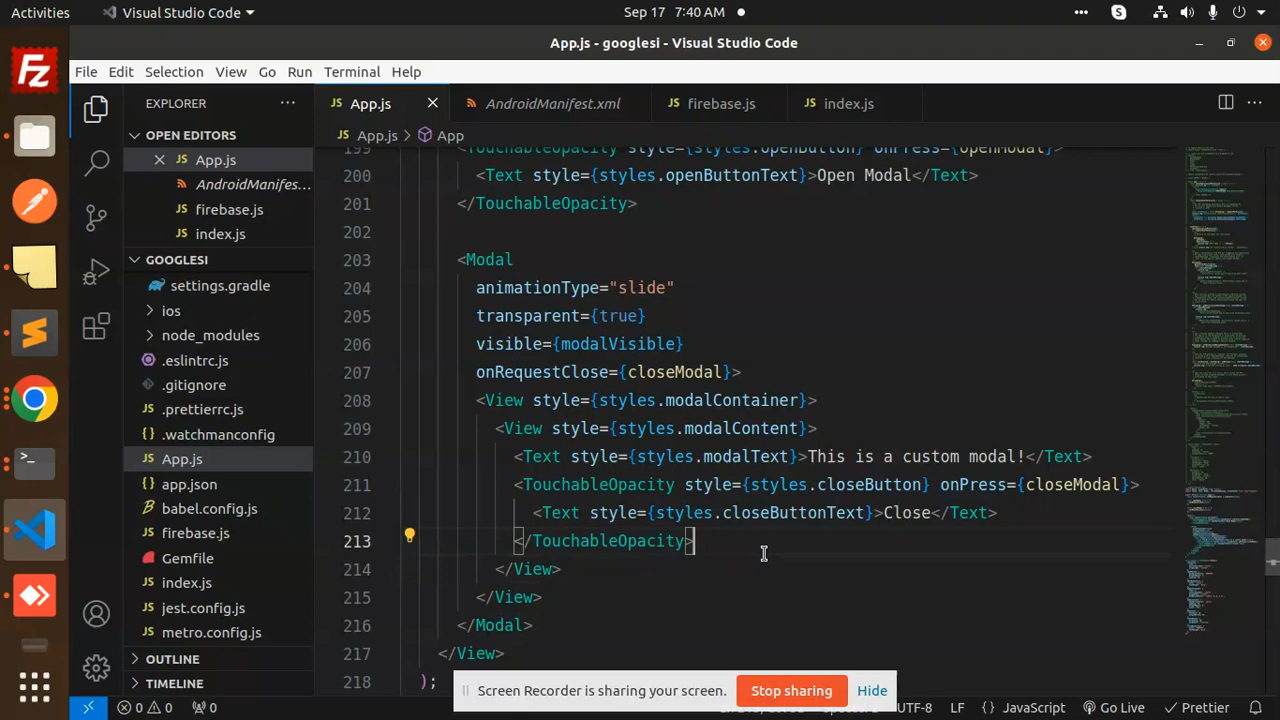 Activities
Visual Studio Code
Sep 17 7:40 AM
App.js - googlesi - Visual Studio Code
File Edit Selection View Go Run Terminal Help
EXPLORER
OPEN EDITORS
App.js
AndroidManifes...
firebase.js
index.js
GOOGLESI
settings.gradle
ios
node_modules
.eslintrc.js
.gitignore
.prettierrc.js
.watchmanconfig
App.js
app.json
babel.config.js
firebase.js
Gemfile
index.js
jest.config.js
metro.config.js
OUTLINE
TIMELINE
App.js AndroidManifest.xml firebase.js index.js
App.js > App
199 <TouchableOpacity style={styles.openButton} onPress={openModal}>
200 <Text style={styles.openButtonText}>Open Modal</Text>
201 </TouchableOpacity>
202
203 <Modal
204 animationType="slide"
205 transparent={true}
206 visible={modalVisible}
207 onRequestClose={closeModal}>
208 <View style={styles.modalContainer}>
209 <View style={styles.modalContent}>
210 <Text style={styles.modalText}>This is a custom modal!</Text>
211 <TouchableOpacity style={styles.closeButton} onPress={closeModal}>
212 <Text style={styles.closeButtonText}>Close</Text>
213 </TouchableOpacity>
214 </View>
215 </View>
216 </Modal>
217 </View>
218 );
Screen Recorder is sharing your screen. Stop sharing Hide
0 0 0 UTF-8 LF {} JavaScript Go Live Prettier